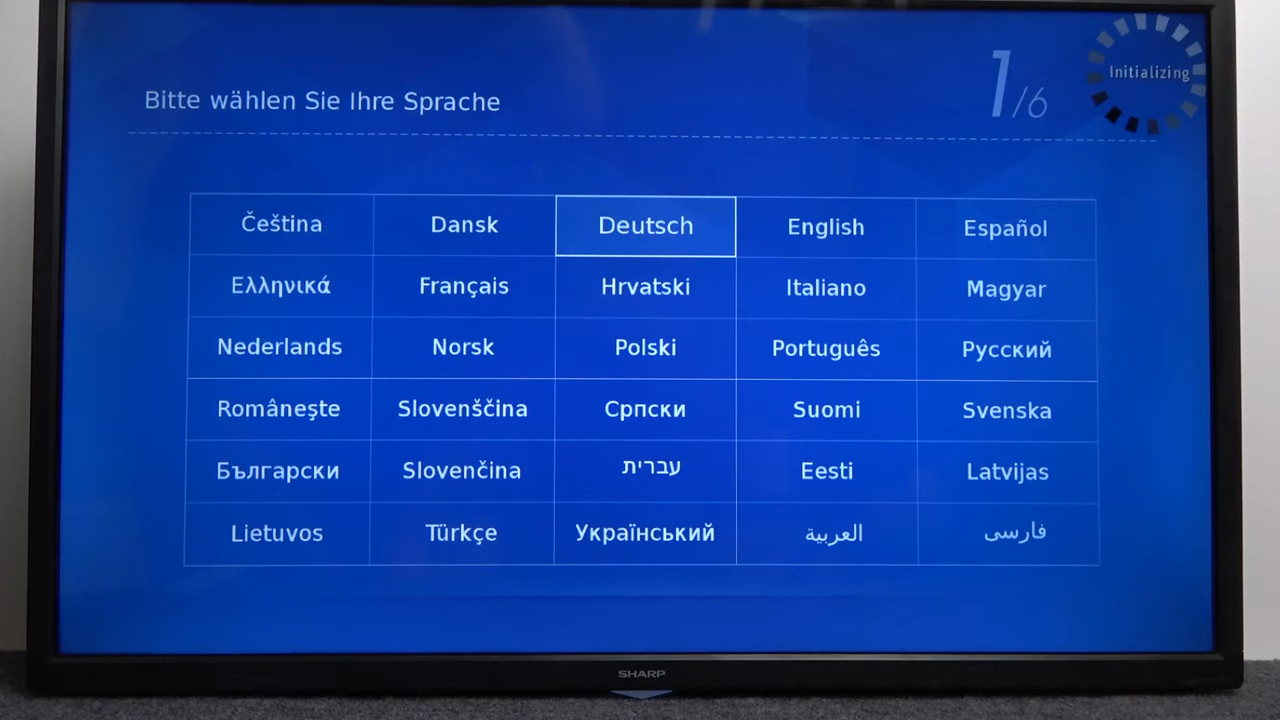 Bitte wählen Sie Ihre Sprache
1/6
Initializing
Čeština Dansk Deutsch English Español
Ελληνικά Français Hrvatski Italiano Magyar
Nederlands Norsk Polski Português Русский
Româneşte Slovenščina Српски Suomi Svenska
Български Slovenčina עברית Eesti Latvijas
Lietuvos Türkçe Український العربية فارسی
SHARP